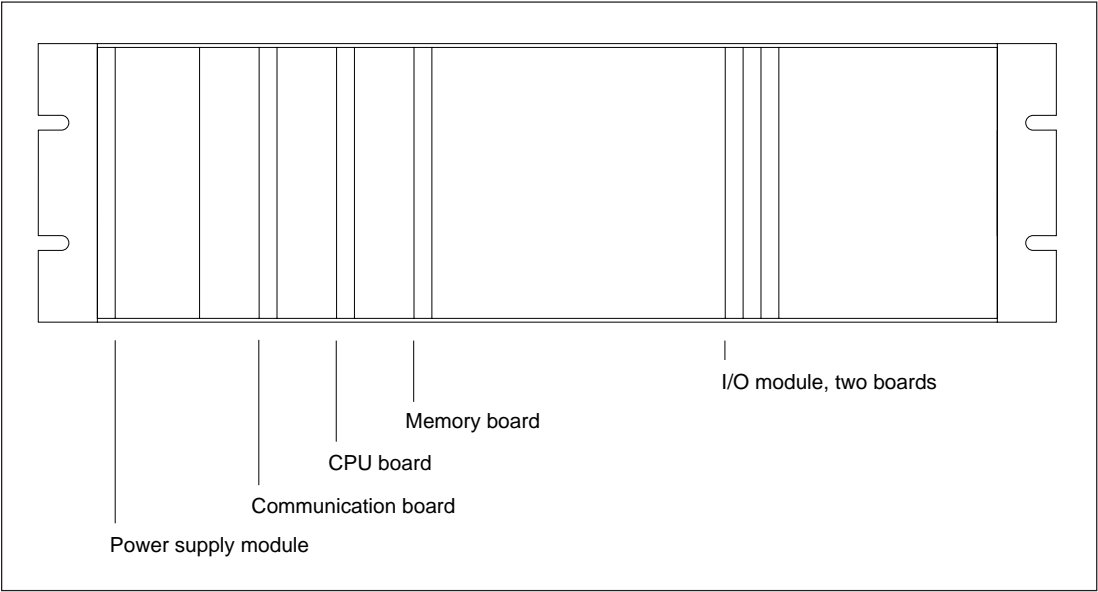 I/O module, two boards
Memory board
CPU board
Communication board
Power supply module